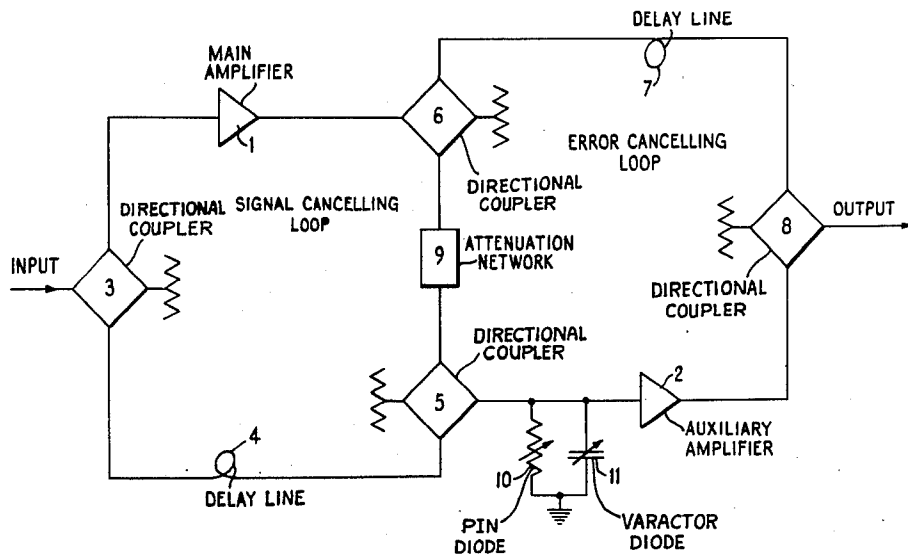 DELAY LINE
7
MAIN
AMPLIFIER
1
6
ERROR CANCELLING
LOOP
DIRECTIONAL
COUPLER
DIRECTIONAL
COUPLER
SIGNAL CANCELLING
LOOP
INPUT
3
9
ATTENUATION
NETWORK
8
OUTPUT
DIRECTIONAL
COUPLER
DIRECTIONAL
COUPLER
5
2
AUXILIARY
AMPLIFIER
4
DELAY LINE
10
11
PIN
DIODE
VARACTOR
DIODE